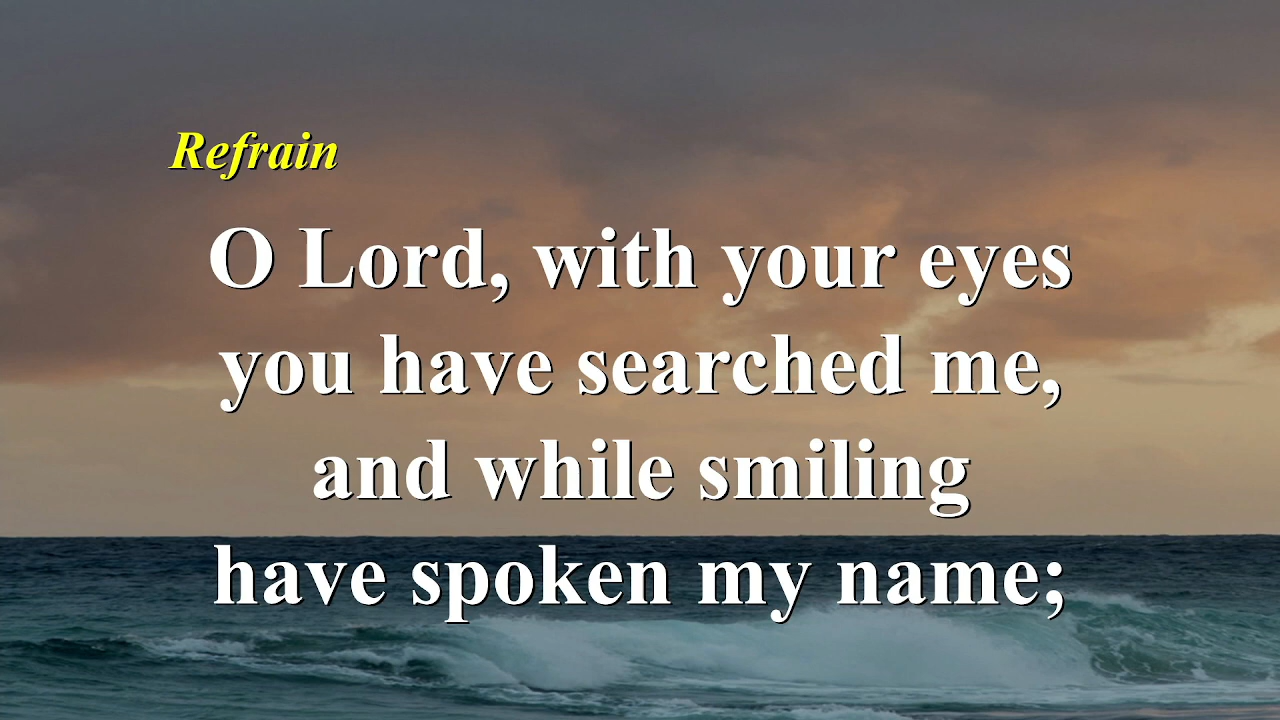 Refrain
O Lord, with your eyes
you have searched me,
and while smiling
have spoken my name;